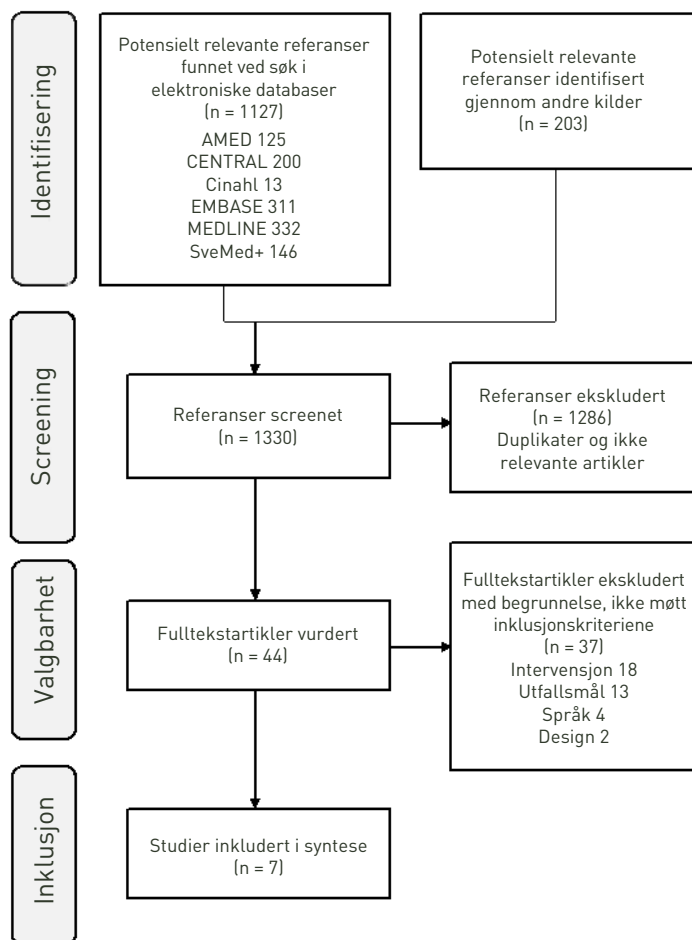 Identifisering
Potensielt relevante referanser
funnet ved søk i
elektroniske databaser
(n = 1127)
AMED 125
CENTRAL 200
Cinahl 13
EMBASE 311
MEDLINE 332
SveMed+ 146
Potensielt relevante
referanser identifisert
gjennom andre kilder
(n = 203)
Screening
Referanser screenet
(n = 1330)
Referanser ekskludert
(n = 1286)
Duplikater og ikke
relevante artikler
Valgbarhet
Fulltekstartikler vurdert
(n = 44)
Fulltekstartikler ekskludert
med begrunnelse, ikke møtt
inklusjonskriteriene
(n = 37)
Intervensjon 18
Utfallsmål 13
Språk 4
Design 2
Inklusjon
Studier inkludert i syntese
(n = 7)